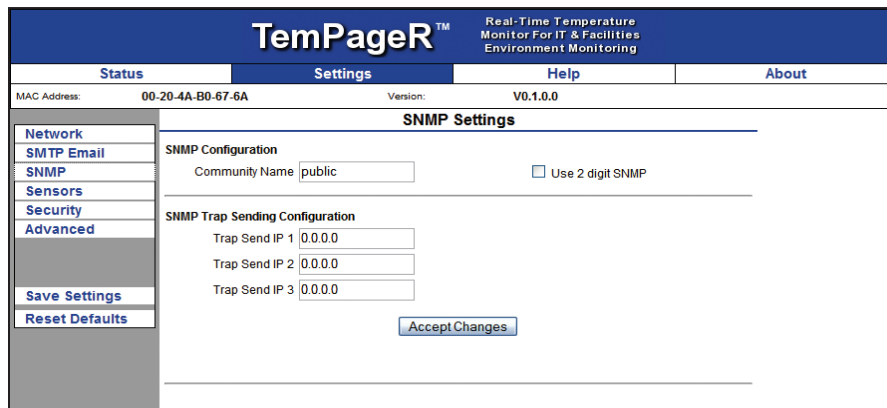 TemPageR™
Real-Time Temperature
Monitor For IT & Facilities
Environment Monitoring
Status Settings Help About
MAC Address: 00-20-4A-B0-67-6A Version: V0.1.0.0
Network
SMTP Email
SNMP
Sensors
Security
Advanced
Save Settings
Reset Defaults
SNMP Settings
SNMP Configuration
Community Name public Use 2 digit SNMP
SNMP Trap Sending Configuration
Trap Send IP 1 0.0.0.0
Trap Send IP 2 0.0.0.0
Trap Send IP 3 0.0.0.0
Accept Changes